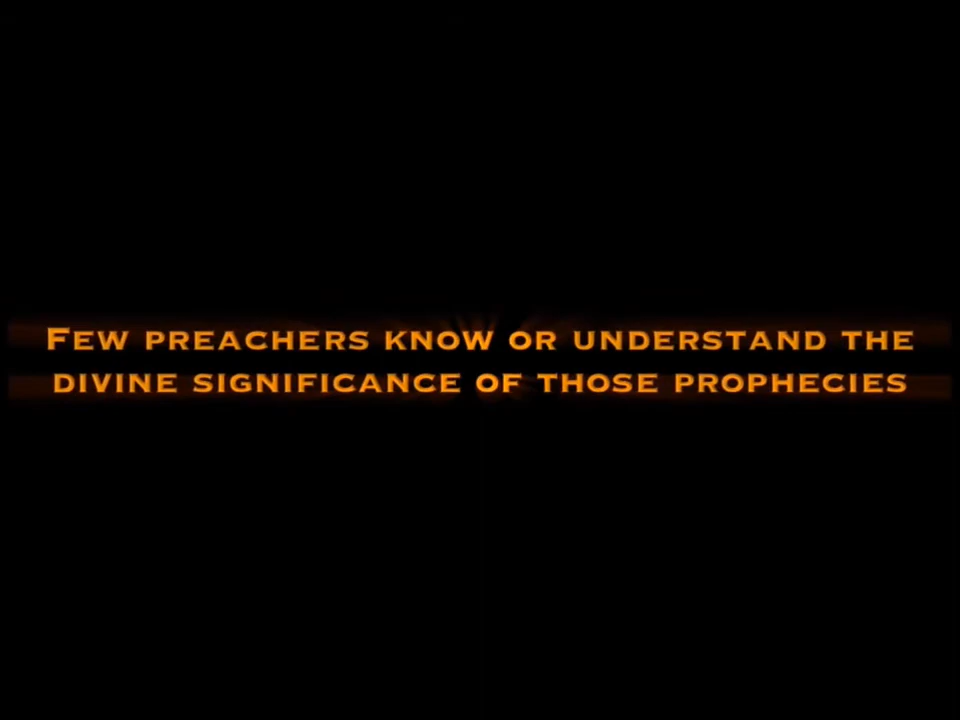 Few preachers know or understand the
divine significance of those prophecies